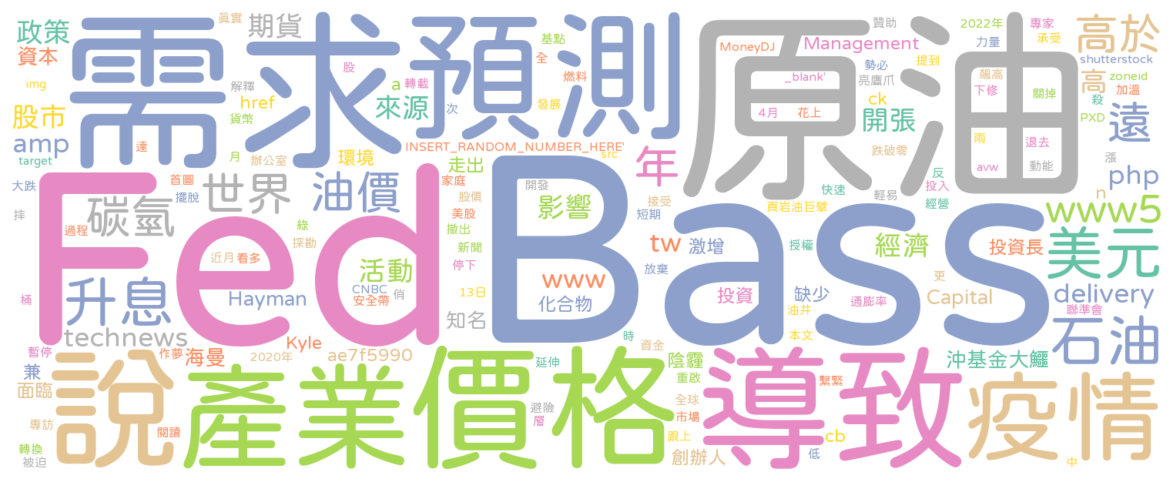 需求預測
原油
Fed
Bass
說
產業
價格
導致
疫情
政策
資本
img
股市
amp
target
真實
期貨
解釋
href
貨幣
月
辦公室
達
a
股
轉載
來源
次
基點
全
燃料
發展
環境
INSERT_RANDOM_NUMBER_HERE'
src
MoneyDJ
Management
_blank'
4月
花上
贊助
勢必
亮鷹爪
ck
開張
跌破零
2022年
力量
專家
承受
提到
飆高
下修
關掉
兩
退去
avw
動能
高於
shutterstock
高
zoneid
加溫
殺
PXD
遠
漲
php
n
反
投入
經營
快速
輕易
頁岩油巨擘
大跌
首圖
擺脫
摔
過程
碳氫
世界
油價
綠
探勘
近月
看多
走出
家庭
股價
美股
撤出
新聞
停下
開發
影響
接受
年
短期
tw
激增
放棄
授權
經濟
更
投資長
www5
美元
升息
桶
technews
Hayman
活動
CNBC
安全帶
俏
13日
知名
www
化合物
投資
缺少
通膨率
油井
本文
Capital
delivery
聯準會
石油
暫停
作夢
海曼
Kyle
2020年
ae7f5990
兼
面臨
專訪
閱讀
轉換
被迫
時
資金
延伸
陰霾
重啟
避險
層
全球
市場
跟上
創辦人
繫緊
cb
低
沖基金大鱷
中